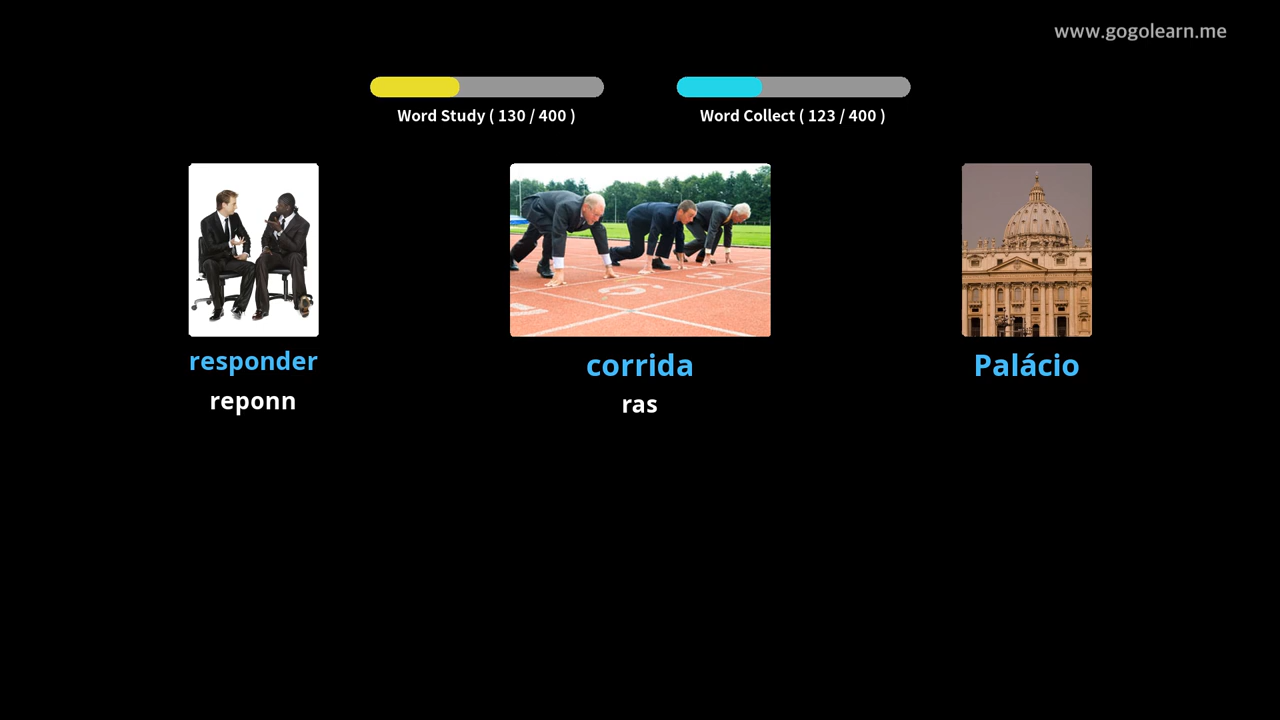 www.gogolearn.me
Word Study ( 130 / 400 )
Word Collect ( 123 / 400 )
responder
corrida
Palácio
reponn
ras